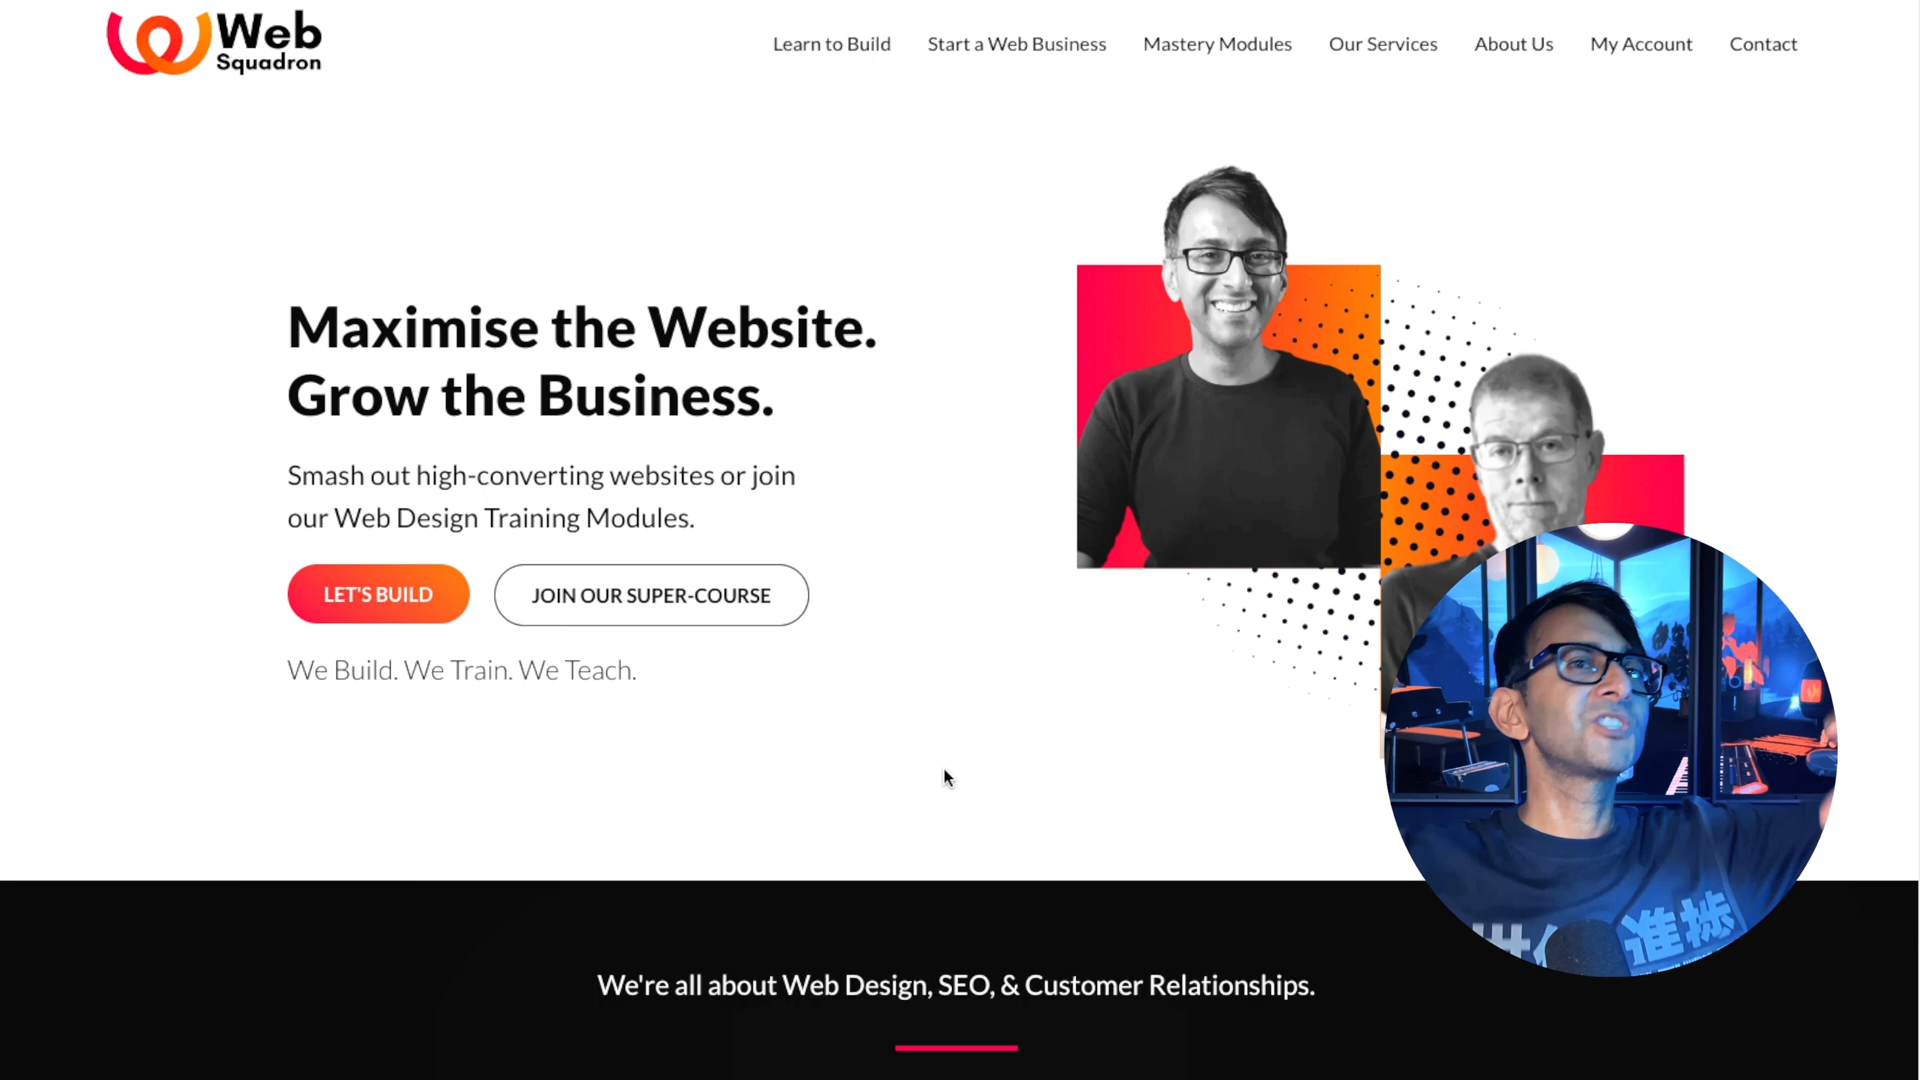 Web
Squadron
Learn to Build
Start a Web Business
Mastery Modules
Our Services
About Us
My Account
Contact
Maximise the Website.
Grow the Business.
Smash out high-converting websites or join
our Web Design Training Modules.
LET'S BUILD
JOIN OUR SUPER-COURSE
We Build. We Train. We Teach.
進捗
We're all about Web Design, SEO, & Customer Relationships.